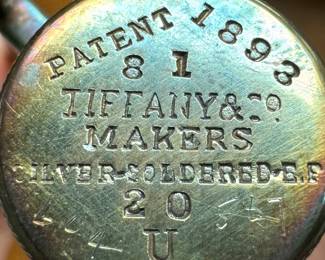 PATENT 1893
8 1
TIFFANY & Cº
MAKERS
SILVER-SOLDERED-E.P
20
U